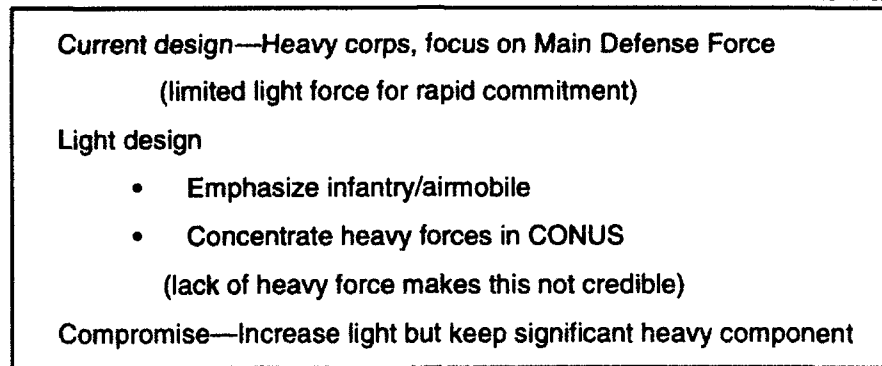 Current design—Heavy corps, focus on Main Defense Force
(limited light force for rapid commitment)
Light design
• Emphasize infantry/airmobile
• Concentrate heavy forces in CONUS
(lack of heavy force makes this not credible)
Compromise—Increase light but keep significant heavy component